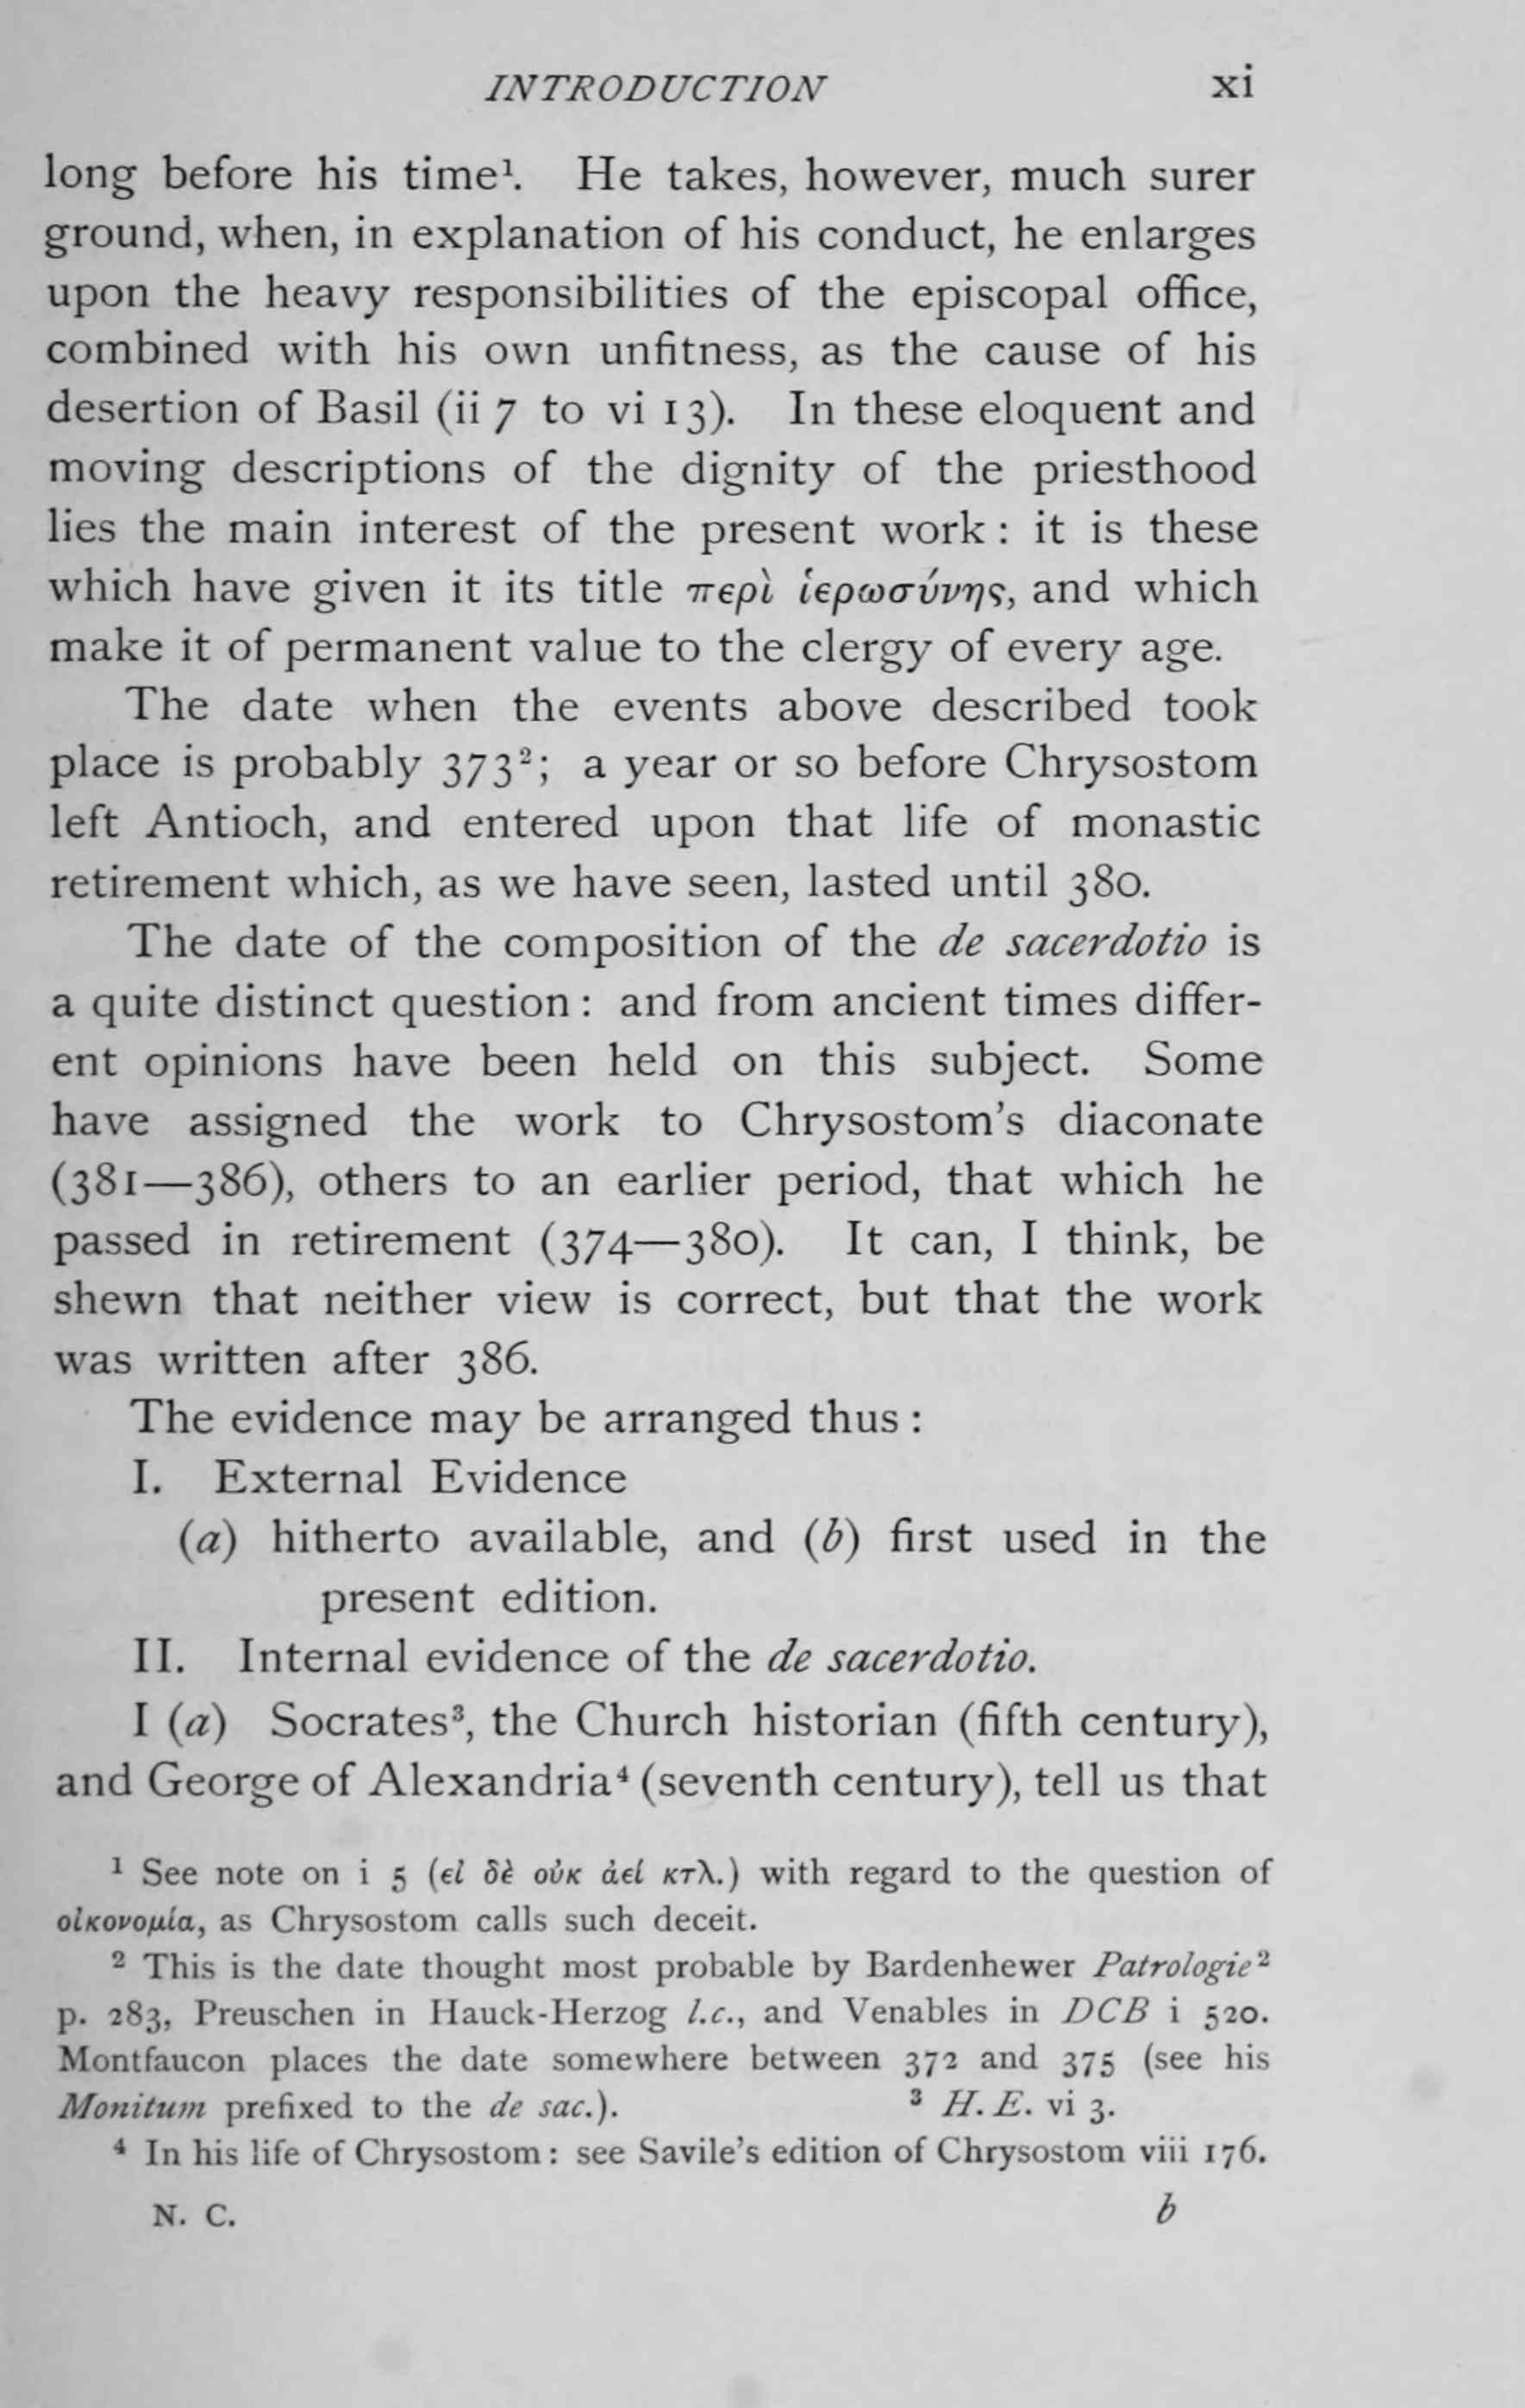 INTRODUCTION xi
long before his time¹. He takes, however, much surer
ground, when, in explanation of his conduct, he enlarges
upon the heavy responsibilities of the episcopal office,
combined with his own unfitness, as the cause of his
desertion of Basil (ii 7 to vi 13). In these eloquent and
moving descriptions of the dignity of the priesthood
lies the main interest of the present work : it is these
which have given it its title περὶ ἱερωσύνης, and which
make it of permanent value to the clergy of every age.
The date when the events above described took
place is probably 373²; a year or so before Chrysostom
left Antioch, and entered upon that life of monastic
retirement which, as we have seen, lasted until 380.
The date of the composition of the de sacerdotio is
a quite distinct question : and from ancient times differ-
ent opinions have been held on this subject. Some
have assigned the work to Chrysostom's diaconate
(381—386), others to an earlier period, that which he
passed in retirement (374—380). It can, I think, be
shewn that neither view is correct, but that the work
was written after 386.
The evidence may be arranged thus :
I. External Evidence
(a) hitherto available, and (b) first used in the
present edition.
II. Internal evidence of the de sacerdotio.
I (a) Socrates³, the Church historian (fifth century),
and George of Alexandria⁴ (seventh century), tell us that
¹ See note on i 5 (εἰ δὲ οὐκ ἀεί κτλ.) with regard to the question of
οἰκονομία, as Chrysostom calls such deceit.
² This is the date thought most probable by Bardenhewer Patrologie²
p. 283, Preuschen in Hauck-Herzog l.c., and Venables in DCB i 520.
Montfaucon places the date somewhere between 372 and 375 (see his
Monitum prefixed to the de sac.). ³ H. E. vi 3.
⁴ In his life of Chrysostom : see Savile's edition of Chrysostom viii 176.
N. C. b